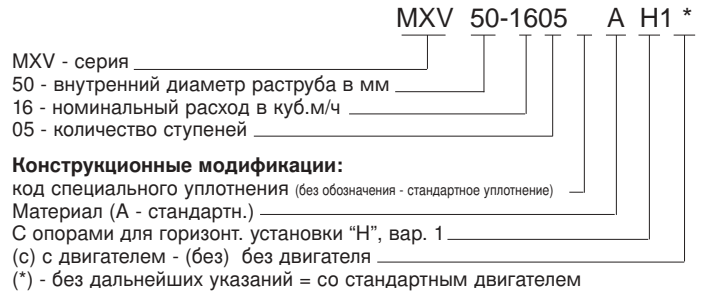 MXV 50-1605 A H1 *
MXV - серия
50 - внутренний диаметр раструба в мм
16 - номинальный расход в куб.м/ч
05 - количество ступеней
Конструкционные модификации:
код специального уплотнения (без обозначения - стандартное уплотнение)
Материал (А - стандартн.)
С опорами для горизонт. установки “Н”, вар. 1
(с) с двигателем - (без) без двигателя
(*) - без дальнейших указаний = со стандартным двигателем